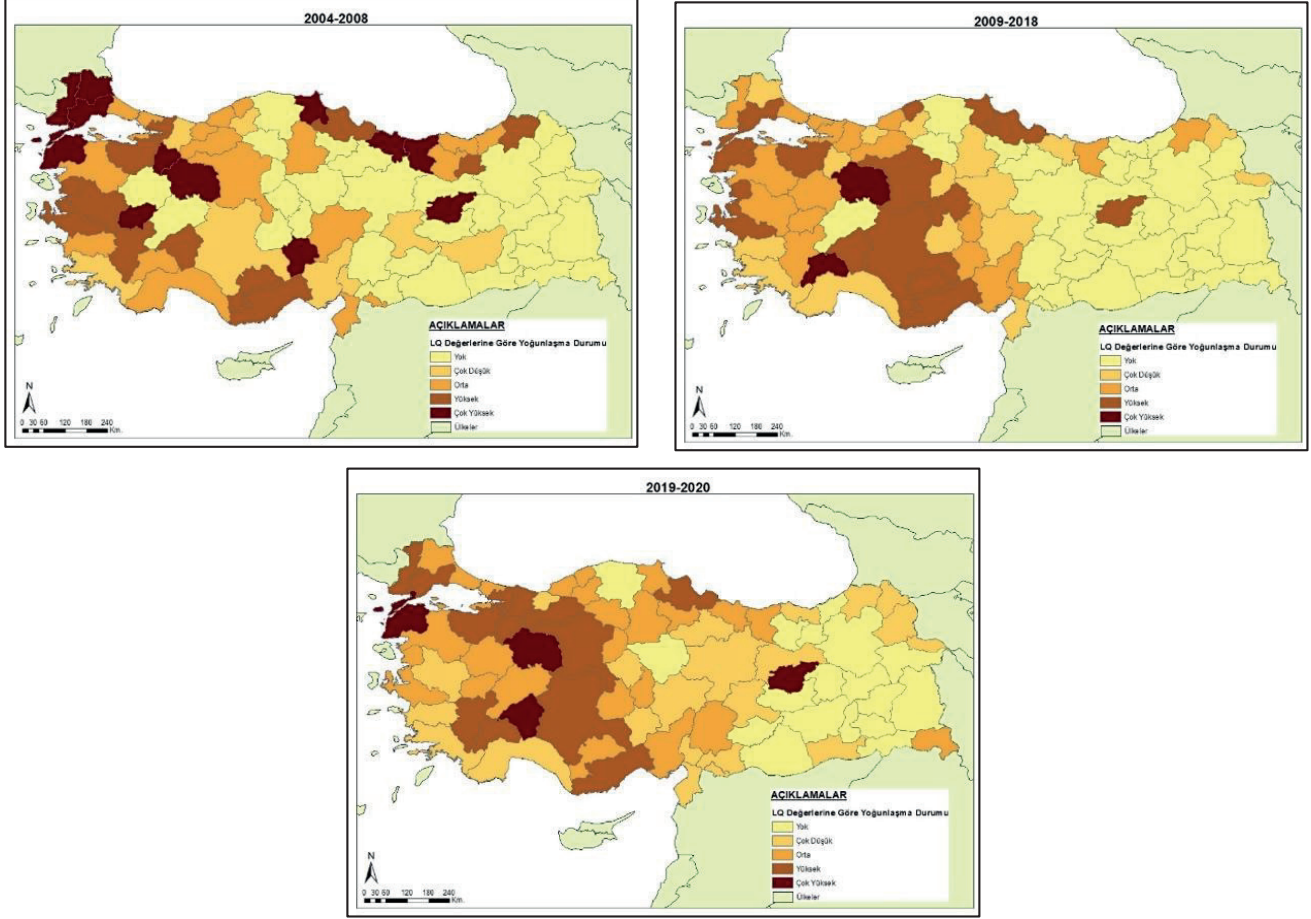 2004-2008
AÇIKLAMALAR
LQ Değerlerine Göre Yoğunlaşma Durumu
Yok
Çok Düşük
Orta
Yüksek
Çok Yüksek
Ülkeler
N
0 30 60 120 180 240
Km.
2009-2018
AÇIKLAMALAR
LQ Değerlerine Göre Yoğunlaşma Durumu
Yok
Çok Düşük
Orta
Yüksek
Çok Yüksek
Ülkeler
N
0 30 60 120 180 240
Km.
2019-2020
AÇIKLAMALAR
LQ Değerlerine Göre Yoğunlaşma Durumu
Yok
Çok Düşük
Orta
Yüksek
Çok Yüksek
Ülkeler
N
0 30 60 120 180 240
Km.